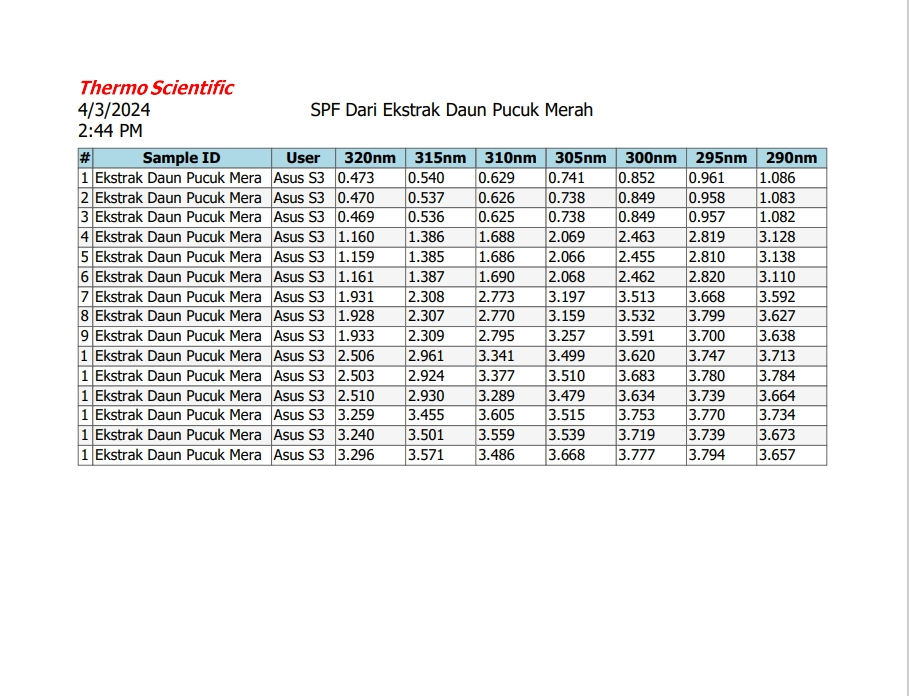 Thermo Scientific
4/3/2024 SPF Dari Ekstrak Daun Pucuk Merah
2:44 PM
# Sample ID User 320nm 315nm 310nm 305nm 300nm 295nm 290nm
1 Ekstrak Daun Pucuk Mera Asus S3 0.473 0.540 0.629 0.741 0.852 0.961 1.086
2 Ekstrak Daun Pucuk Mera Asus S3 0.470 0.537 0.626 0.738 0.849 0.958 1.083
3 Ekstrak Daun Pucuk Mera Asus S3 0.469 0.536 0.625 0.738 0.849 0.957 1.082
4 Ekstrak Daun Pucuk Mera Asus S3 1.160 1.386 1.688 2.069 2.463 2.819 3.128
5 Ekstrak Daun Pucuk Mera Asus S3 1.159 1.385 1.686 2.066 2.455 2.810 3.138
6 Ekstrak Daun Pucuk Mera Asus S3 1.161 1.387 1.690 2.068 2.462 2.820 3.110
7 Ekstrak Daun Pucuk Mera Asus S3 1.931 2.308 2.773 3.197 3.513 3.668 3.592
8 Ekstrak Daun Pucuk Mera Asus S3 1.928 2.307 2.770 3.159 3.532 3.799 3.627
9 Ekstrak Daun Pucuk Mera Asus S3 1.933 2.309 2.795 3.257 3.591 3.700 3.638
1 Ekstrak Daun Pucuk Mera Asus S3 2.506 2.961 3.341 3.499 3.620 3.747 3.713
1 Ekstrak Daun Pucuk Mera Asus S3 2.503 2.924 3.377 3.510 3.683 3.780 3.784
1 Ekstrak Daun Pucuk Mera Asus S3 2.510 2.930 3.289 3.479 3.634 3.739 3.664
1 Ekstrak Daun Pucuk Mera Asus S3 3.259 3.455 3.605 3.515 3.753 3.770 3.734
1 Ekstrak Daun Pucuk Mera Asus S3 3.240 3.501 3.559 3.539 3.719 3.739 3.673
1 Ekstrak Daun Pucuk Mera Asus S3 3.296 3.571 3.486 3.668 3.777 3.794 3.657